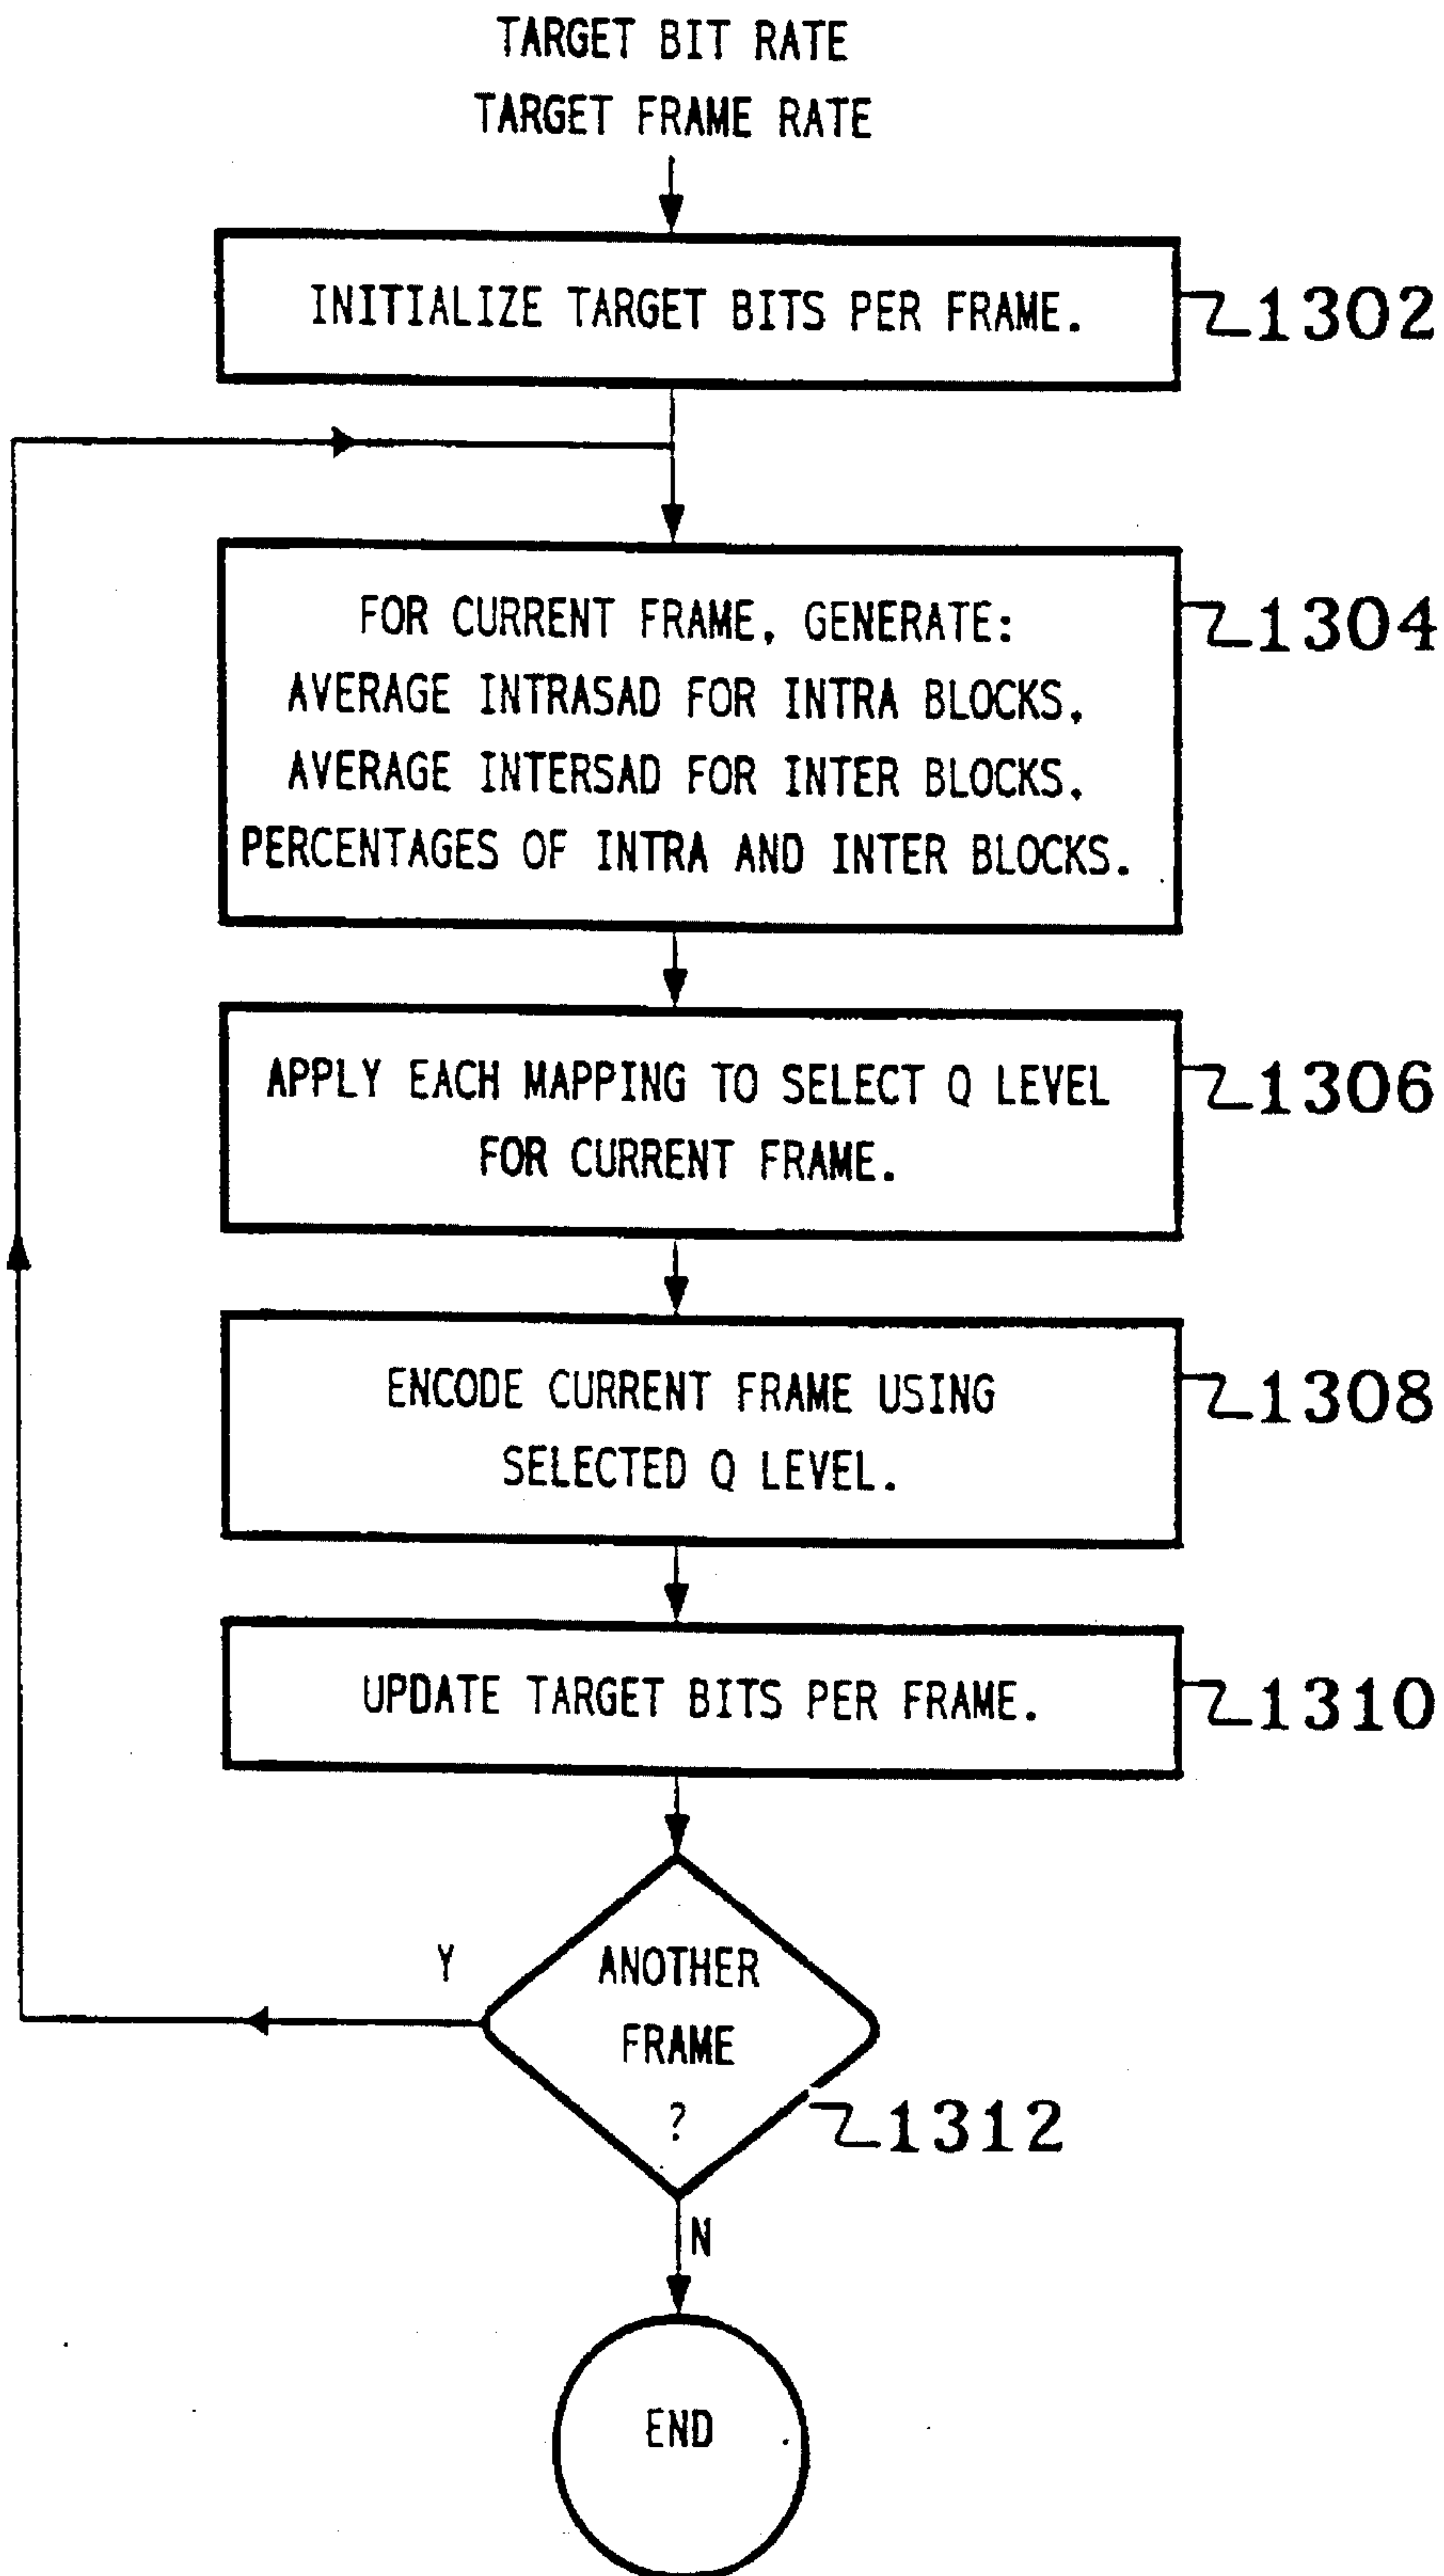 TARGET BIT RATE
TARGET FRAME RATE
INITIALIZE TARGET BITS PER FRAME.
1302
FOR CURRENT FRAME, GENERATE:
1304
AVERAGE INTRASAD FOR INTRA BLOCKS.
AVERAGE INTERSAD FOR INTER BLOCKS.
PERCENTAGES OF INTRA AND INTER BLOCKS.
APPLY EACH MAPPING TO SELECT Q LEVEL
1306
FOR CURRENT FRAME.
ENCODE CURRENT FRAME USING
1308
SELECTED Q LEVEL.
UPDATE TARGET BITS PER FRAME.
1310
Y
ANOTHER
FRAME
?
1312
N
END